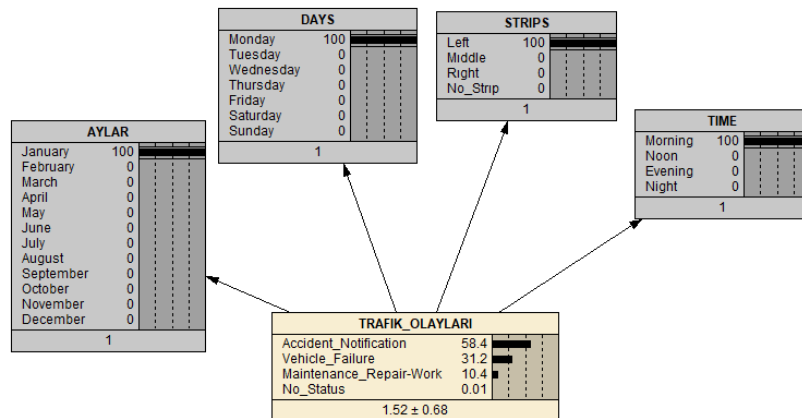 DAYS
Monday 100
Tuesday 0
Wednesday 0
Thursday 0
Friday 0
Saturday 0
Sunday 0
1
STRIPS
Left 100
Mıddle 0
Rıght 0
No_Strıp 0
1
AYLAR
January 100
February 0
March 0
April 0
May 0
June 0
July 0
August 0
September 0
October 0
November 0
December 0
1
TIME
Morning 100
Noon 0
Evening 0
Night 0
1
TRAFIK_OLAYLARI
Accident_Notification 58.4
Vehicle_Failure 31.2
Maintenance_Repair-Work 10.4
No_Status 0.01
1.52 ± 0.68